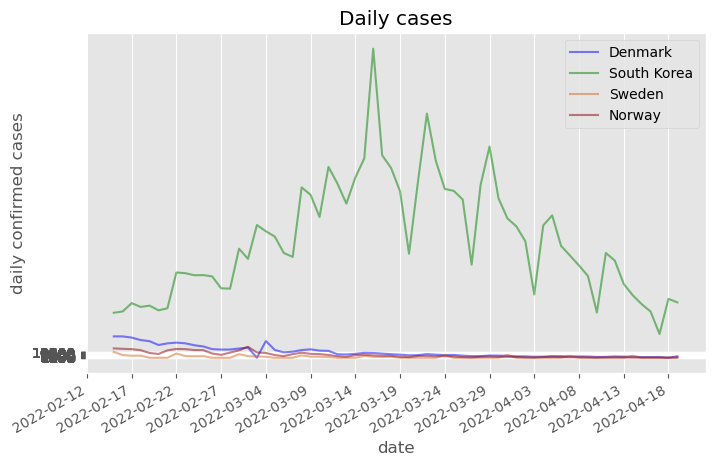 Daily cases
Denmark
South Korea
Sweden
Norway
daily confirmed cases
2022-02-12
2022-02-17
2022-02-22
2022-02-27
2022-03-04
2022-03-09
2022-03-14
2022-03-19
2022-03-24
2022-03-29
2022-04-03
2022-04-08
2022-04-13
2022-04-18
date